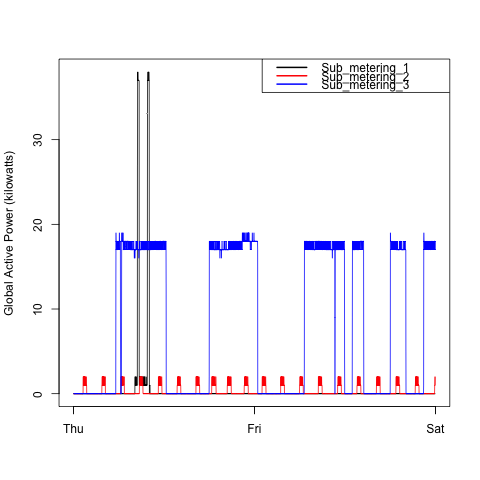 Sub_metering_1
Sub_metering_2
Sub_metering_3
Global Active Power (kilowatts)
30
20
10
0
Thu Fri Sat